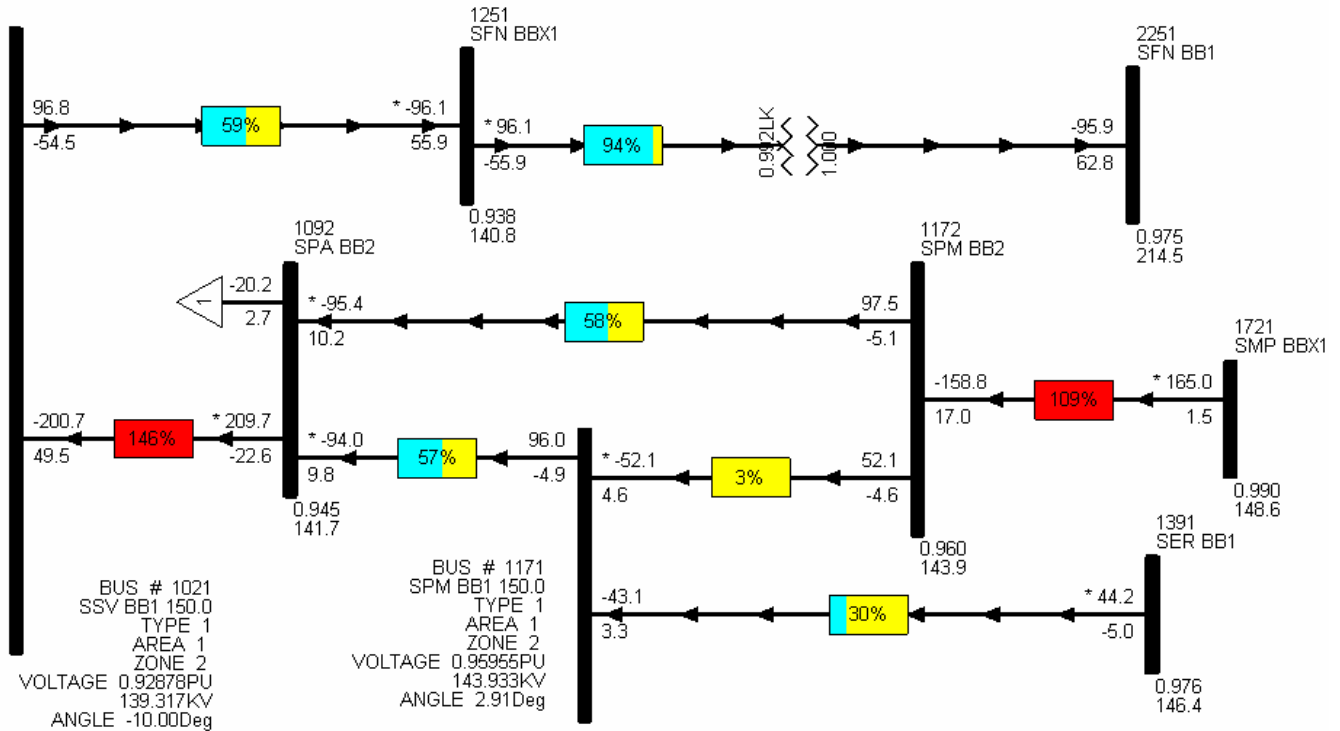 1251
SFN BBX1
2251
SFN BB1
96.8
-54.5
59%
* -96.1
55.9
* 96.1
-55.9
94%
0.992LK
1.000
-95.9
62.8
0.938
140.8
0.975
214.5
1092
SPA BB2
1172
SPM BB2
-20.2
2.7
1
* -95.4
10.2
58%
97.5
-5.1
1721
SMP BBX1
-158.8
17.0
109%
* 165.0
1.5
-200.7
49.5
146%
* 209.7
-22.6
* -94.0
9.8
57%
96.0
-4.9
* -52.1
4.6
3%
52.1
-4.6
0.990
148.6
0.945
141.7
0.960
143.9
1391
SER BB1
-43.1
3.3
30%
* 44.2
-5.0
0.976
146.4
BUS # 1021
SSV BB1 150.0
TYPE 1
AREA 1
ZONE 2
VOLTAGE 0.92878PU
139.317KV
ANGLE -10.00Deg
BUS # 1171
SPM BB1 150.0
TYPE 1
AREA 1
ZONE 2
VOLTAGE 0.95955PU
143.933KV
ANGLE 2.91Deg